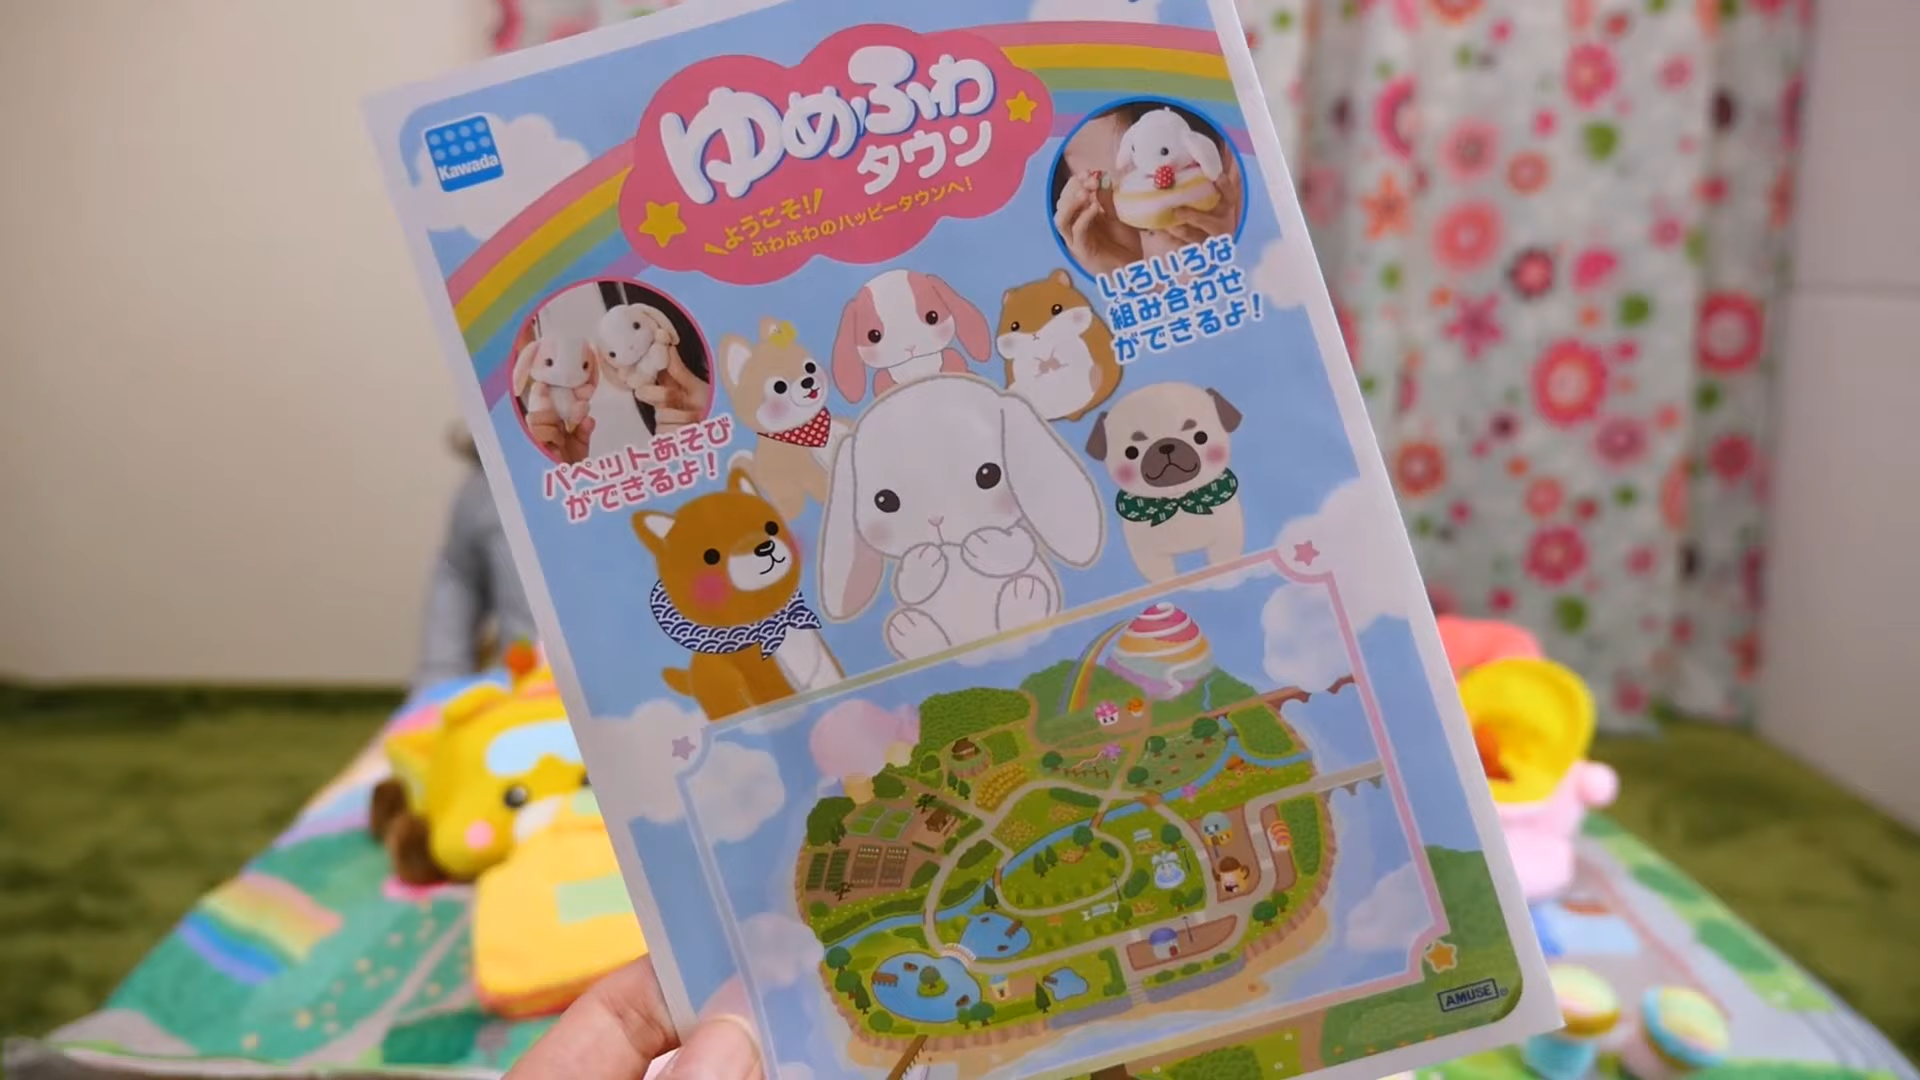 Kawada
ゆめふわ
タウン
ようこそ!
ふわふわのハッピータウンへ!
いろいろな
組み合わせ
ができるよ!
パペットあそび
ができるよ!
AMUSE